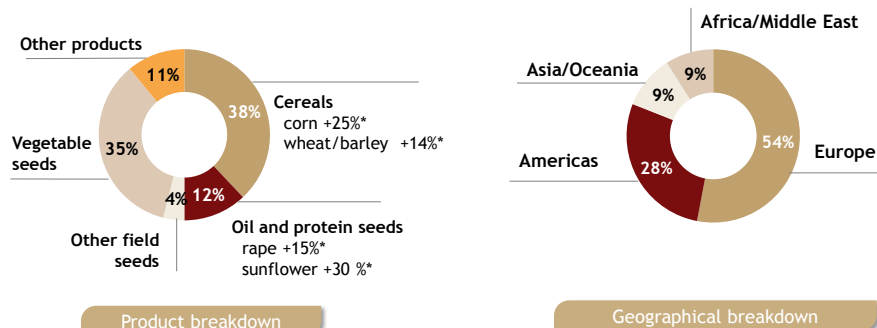 Other products
11%
38%
Cereals
corn +25%*
wheat/barley +14%*
Vegetable
seeds
35%
4%
12%
Other field
seeds
Oil and protein seeds
rape +15%*
sunflower +30 %*
Product breakdown
Africa/Middle East
Asia/Oceania
9%
9%
54%
Europe
Americas
28%
Geographical breakdown